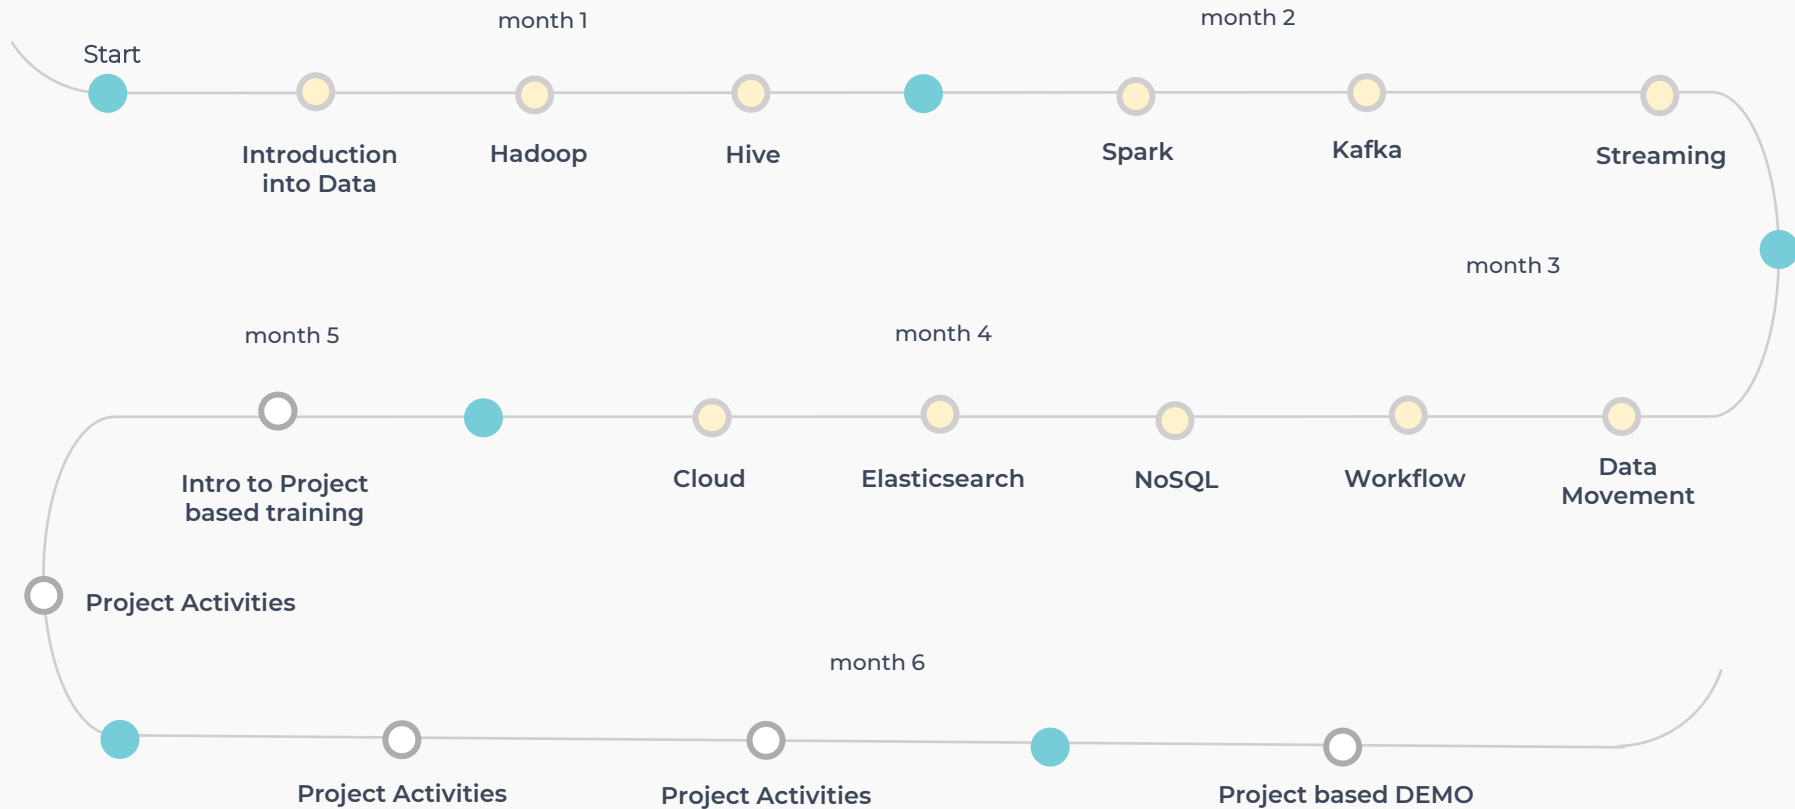 month 1
month 2
Start
Introduction
into Data
Hadoop
Hive
Spark
Kafka
Streaming
month 3
month 5
month 4
Intro to Project
based training
Cloud
Elasticsearch
NoSQL
Workflow
Data
Movement
Project Activities
month 6
Project Activities
Project Activities
Project based DEMO